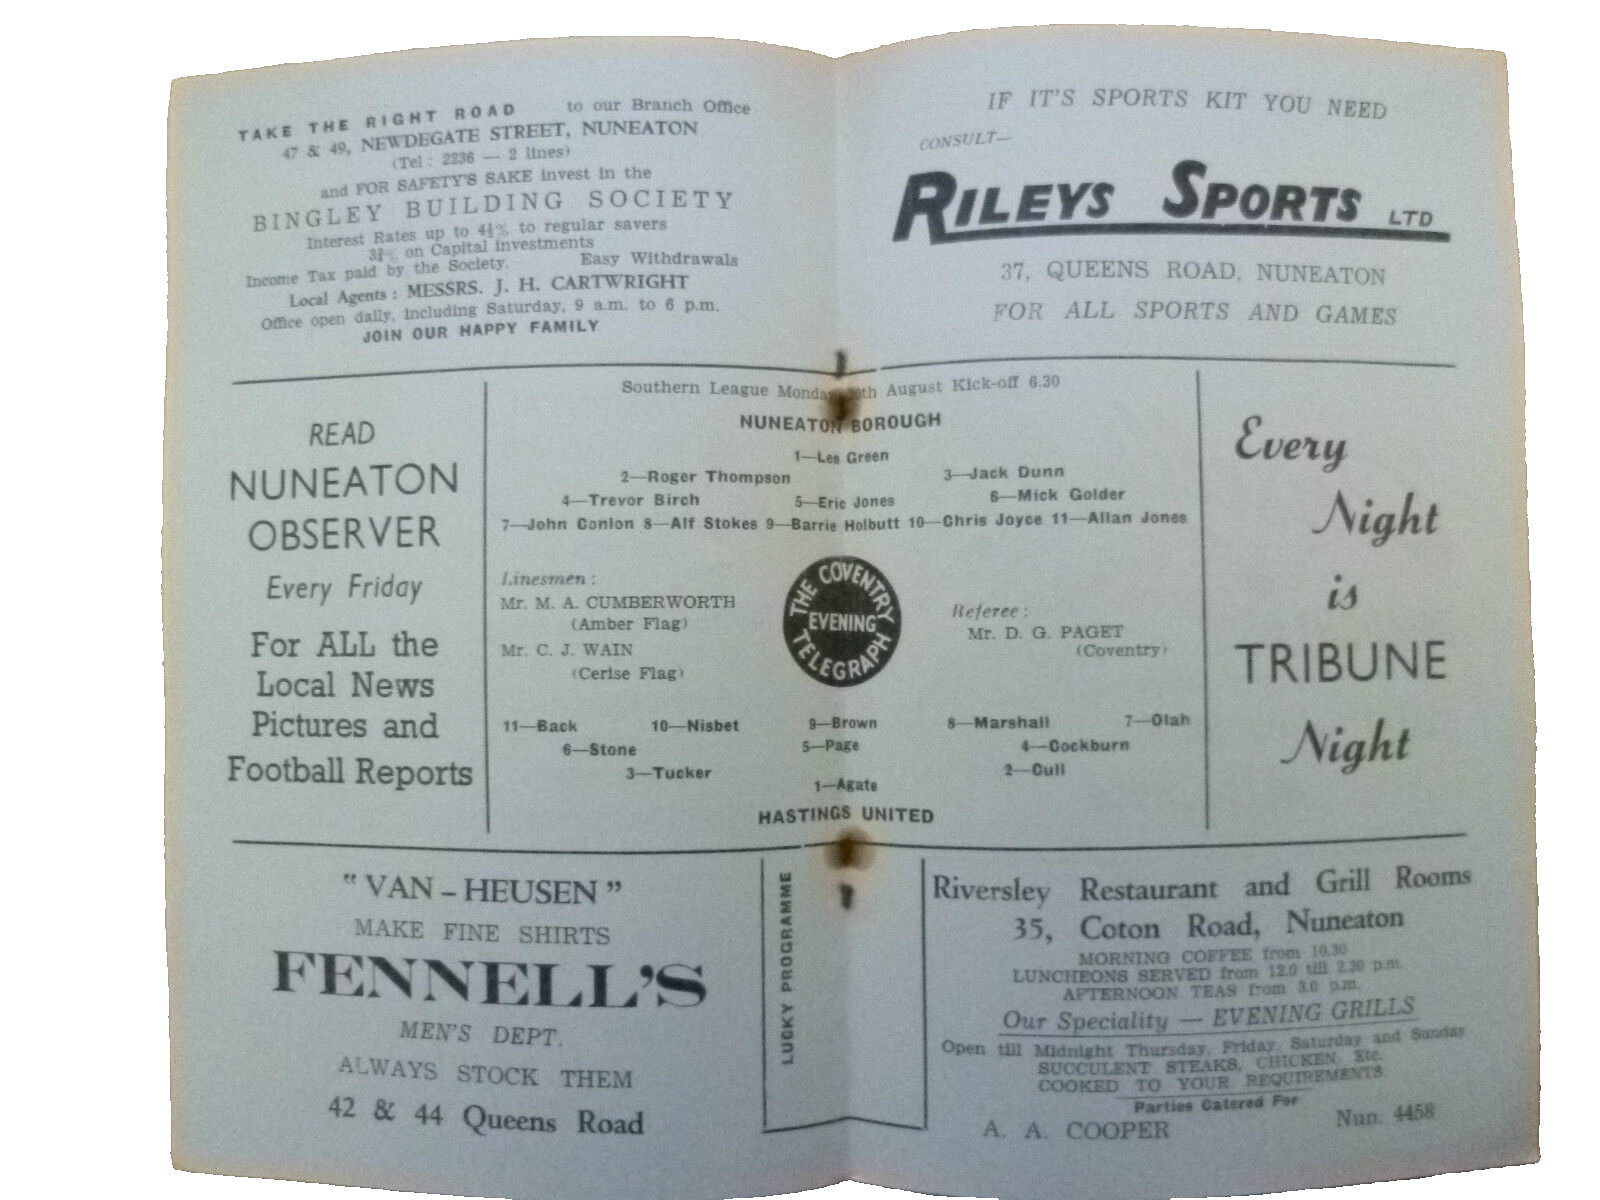 TAKE THE RIGHT ROAD to our Branch Office
47 & 49, NEWDEGATE STREET, NUNEATON
(Tel : 2236 — 2 lines)
and FOR SAFETY'S SAKE invest in the
BINGLEY BUILDING SOCIETY
Interest Rates up to 4½% to regular savers
on Capital investments
Income Tax paid by the Society. Easy Withdrawals
Local Agents : MESSRS. J. H. CARTWRIGHT
Office open daily, including Saturday, 9 a.m. to 6 p.m.
JOIN OUR HAPPY FAMILY
IF IT'S SPORTS KIT YOU NEED
CONSULT—
RILEYS SPORTS LTD
37, QUEENS ROAD, NUNEATON
FOR ALL SPORTS AND GAMES
READ
NUNEATON
OBSERVER
Every Friday
For ALL the
Local News
Pictures and
Football Reports
Southern League Monday August Kick-off 6.30
NUNEATON BOROUGH
1—Les Green
2—Roger Thompson 3—Jack Dunn
4—Trevor Birch 5—Eric Jones 6—Mick Golder
7—John Conlon 8—Alf Stokes 9—Barrie Holbutt 10—Chris Joyce 11—Allan Jones
Linesmen :
Mr. M. A. CUMBERWORTH
(Amber Flag)
Mr. C. J. WAIN
(Cerise Flag)
THE COVENTRY
EVENING
TELEGRAPH
Referee :
Mr. D. G. PAGET
(Coventry)
11—Back 10—Nisbet 9—Brown 8—Marshall 7—Olah
6—Stone 5—Page 4—Cockburn
3—Tucker 2—Gull
1—Agate
HASTINGS UNITED
Every
Night
is
TRIBUNE
Night
"VAN-HEUSEN"
MAKE FINE SHIRTS
FENNELL'S
MEN'S DEPT.
ALWAYS STOCK THEM
42 & 44 Queens Road
LUCKY PROGRAMME
Riversley Restaurant and Grill Rooms
35, Coton Road, Nuneaton
MORNING COFFEE from 10.30
LUNCHEONS SERVED from 12.0 till 2.30 p.m.
AFTERNOON TEAS from 3.0 p.m.
Our Speciality — EVENING GRILLS
Open till Midnight Thursday, Friday, Saturday and Sunday
SUCCULENT STEAKS, CHICKEN, Etc.
COOKED TO YOUR REQUIREMENTS
Parties Catered For
A. A. COOPER Nun. 4458